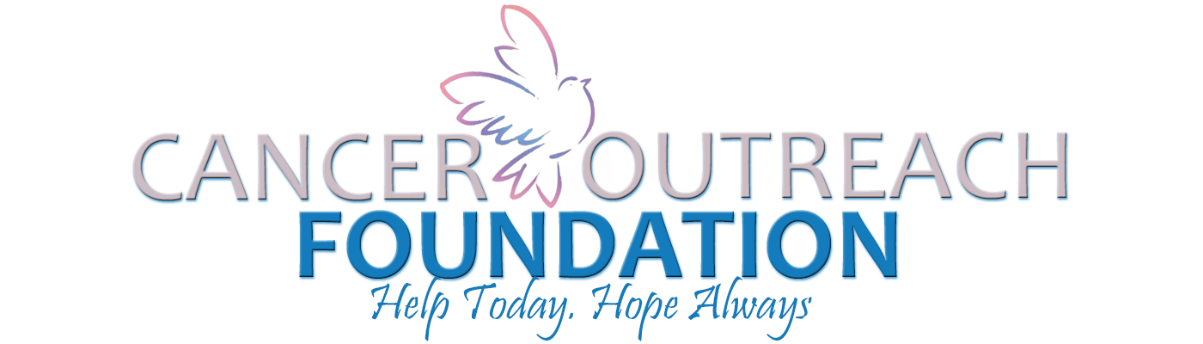 CANCER OUTREACH
FOUNDATION
Help Today. Hope Always